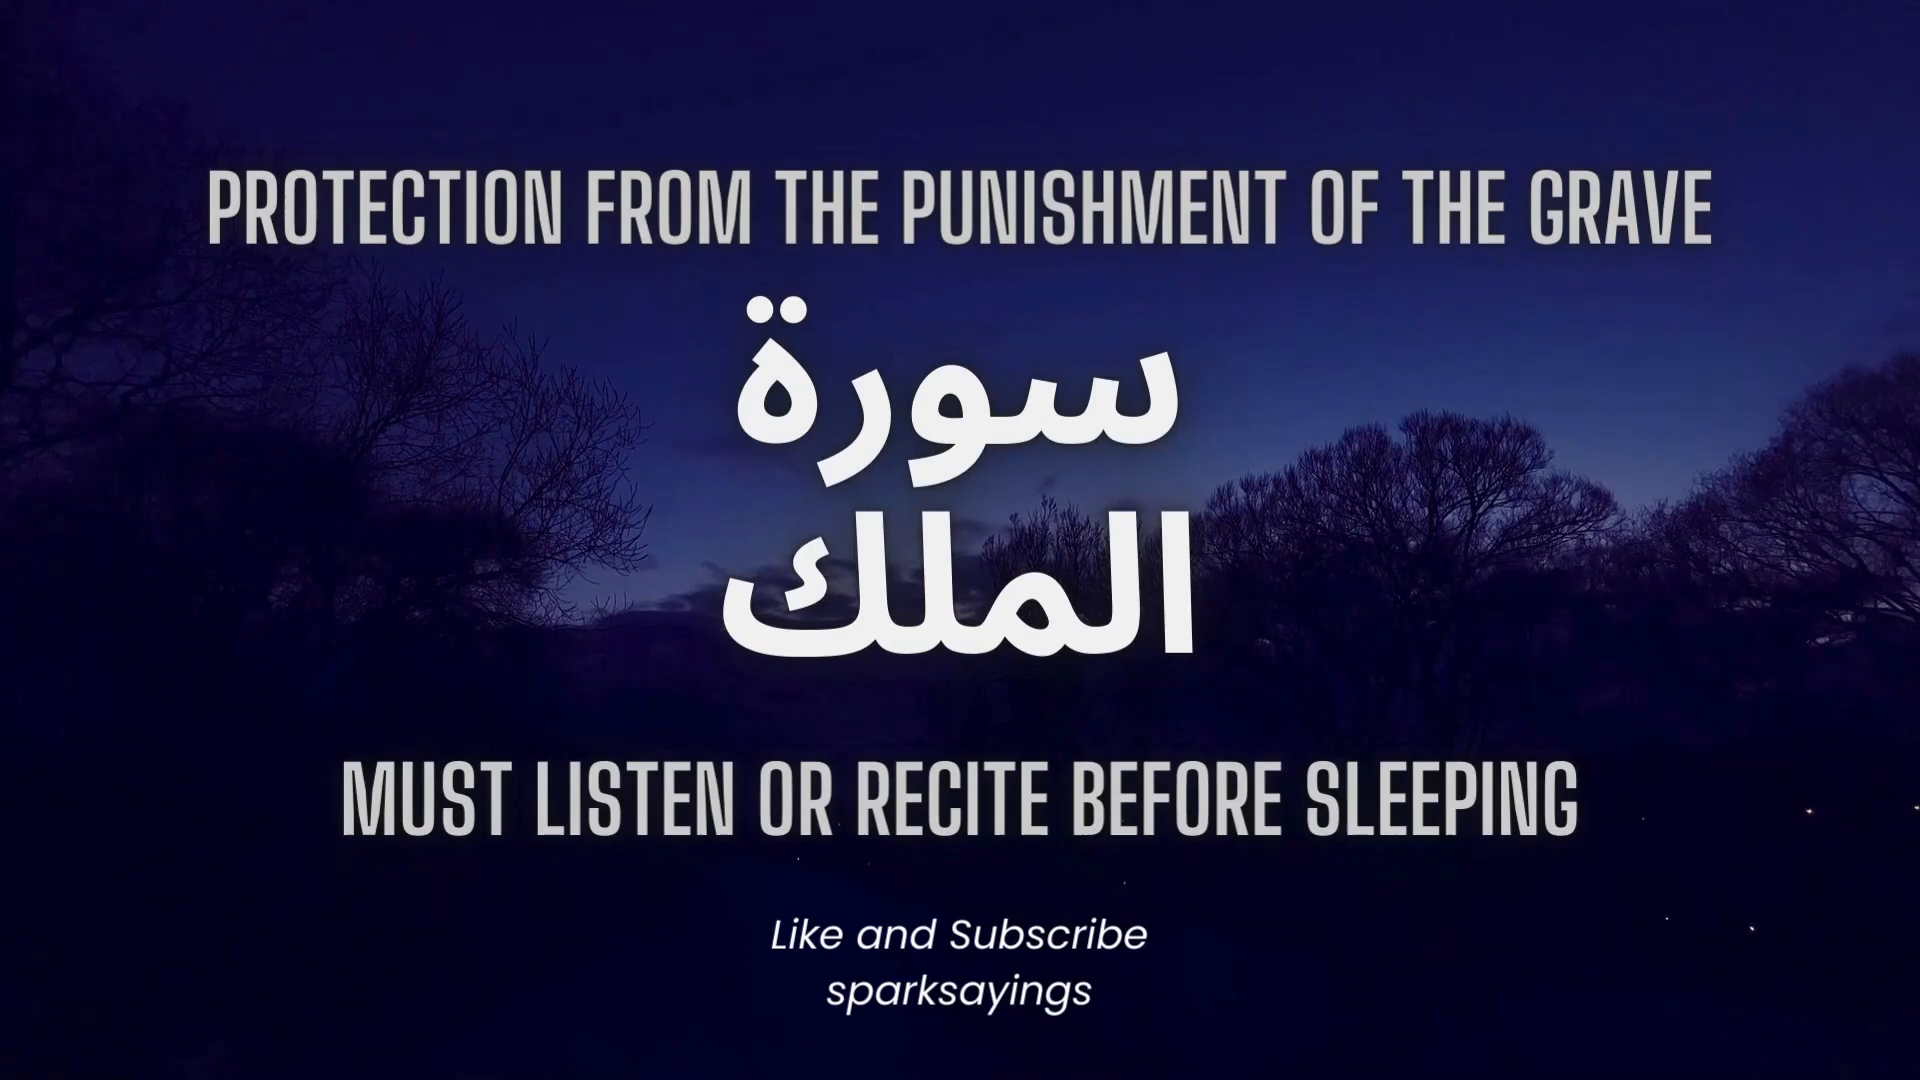 PROTECTION FROM THE PUNISHMENT OF THE GRAVE
سورة
الملك
MUST LISTEN OR RECITE BEFORE SLEEPING
Like and Subscribe
sparksayings